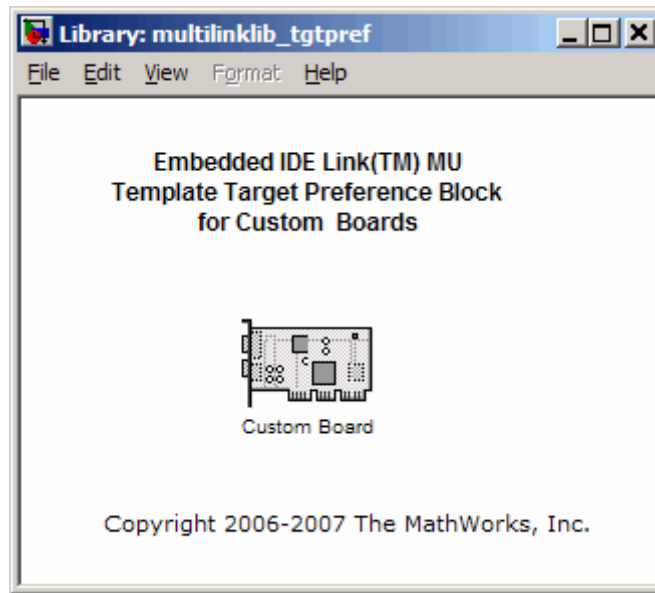 Library: multilinklib_tgtpref
File Edit View Format Help
Embedded IDE Link(TM) MU
Template Target Preference Block
for Custom Boards
Custom Board
Copyright 2006-2007 The MathWorks, Inc.